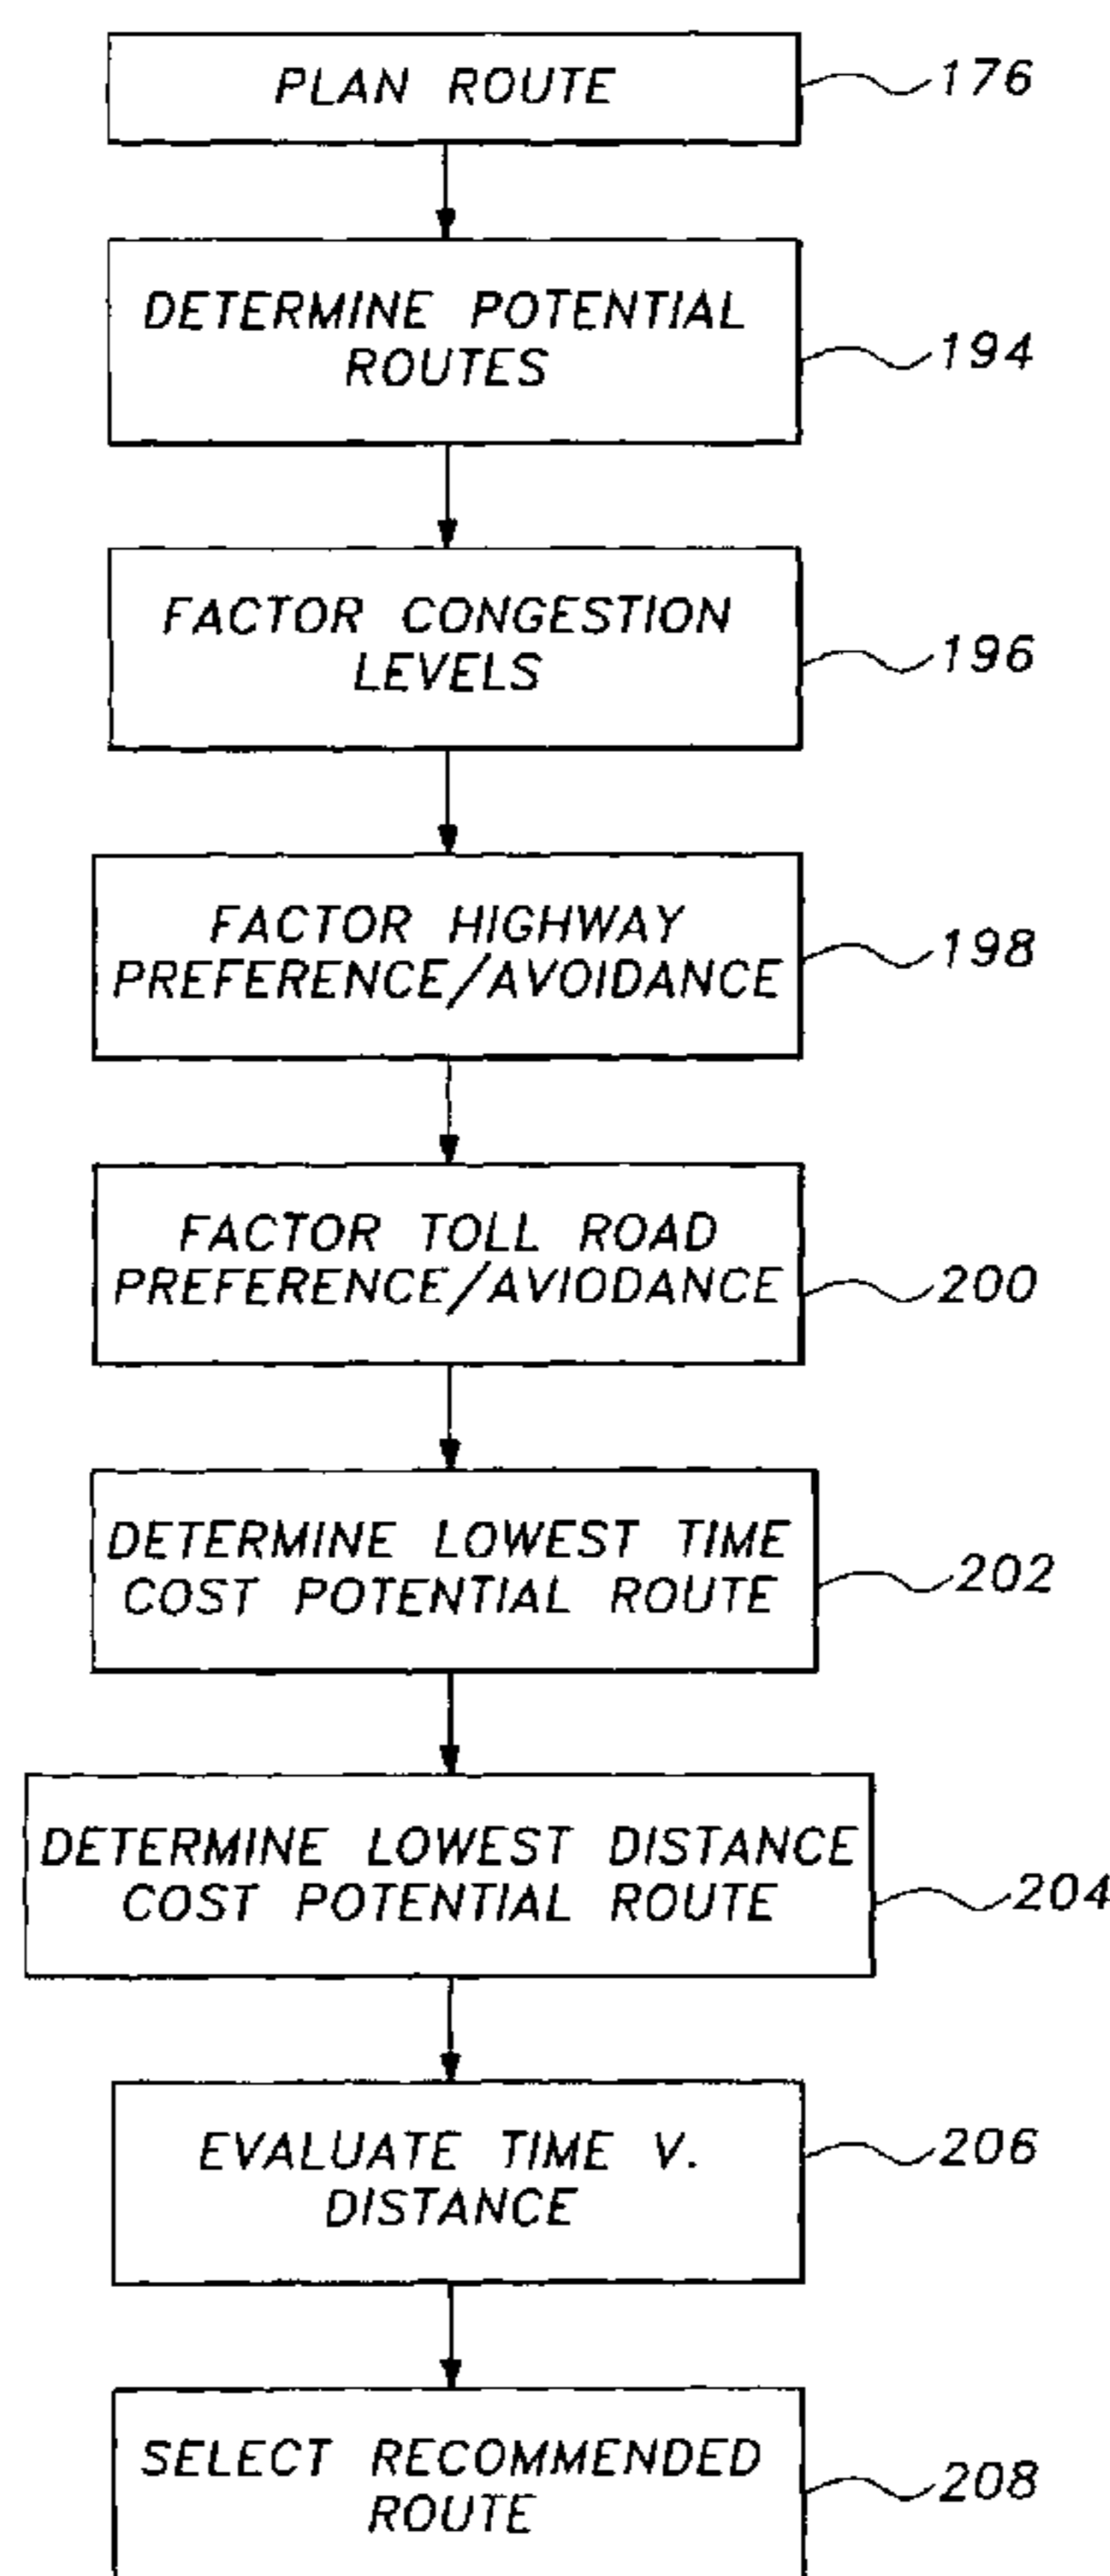 PLAN ROUTE
176
DETERMINE POTENTIAL
ROUTES
194
FACTOR CONGESTION
LEVELS
196
FACTOR HIGHWAY
PREFERENCE/AVOIDANCE
198
FACTOR TOLL ROAD
PREFERENCE/AVIODANCE
200
DETERMINE LOWEST TIME
COST POTENTIAL ROUTE
202
DETERMINE LOWEST DISTANCE
COST POTENTIAL ROUTE
204
EVALUATE TIME V.
DISTANCE
206
SELECT RECOMMENDED
ROUTE
208